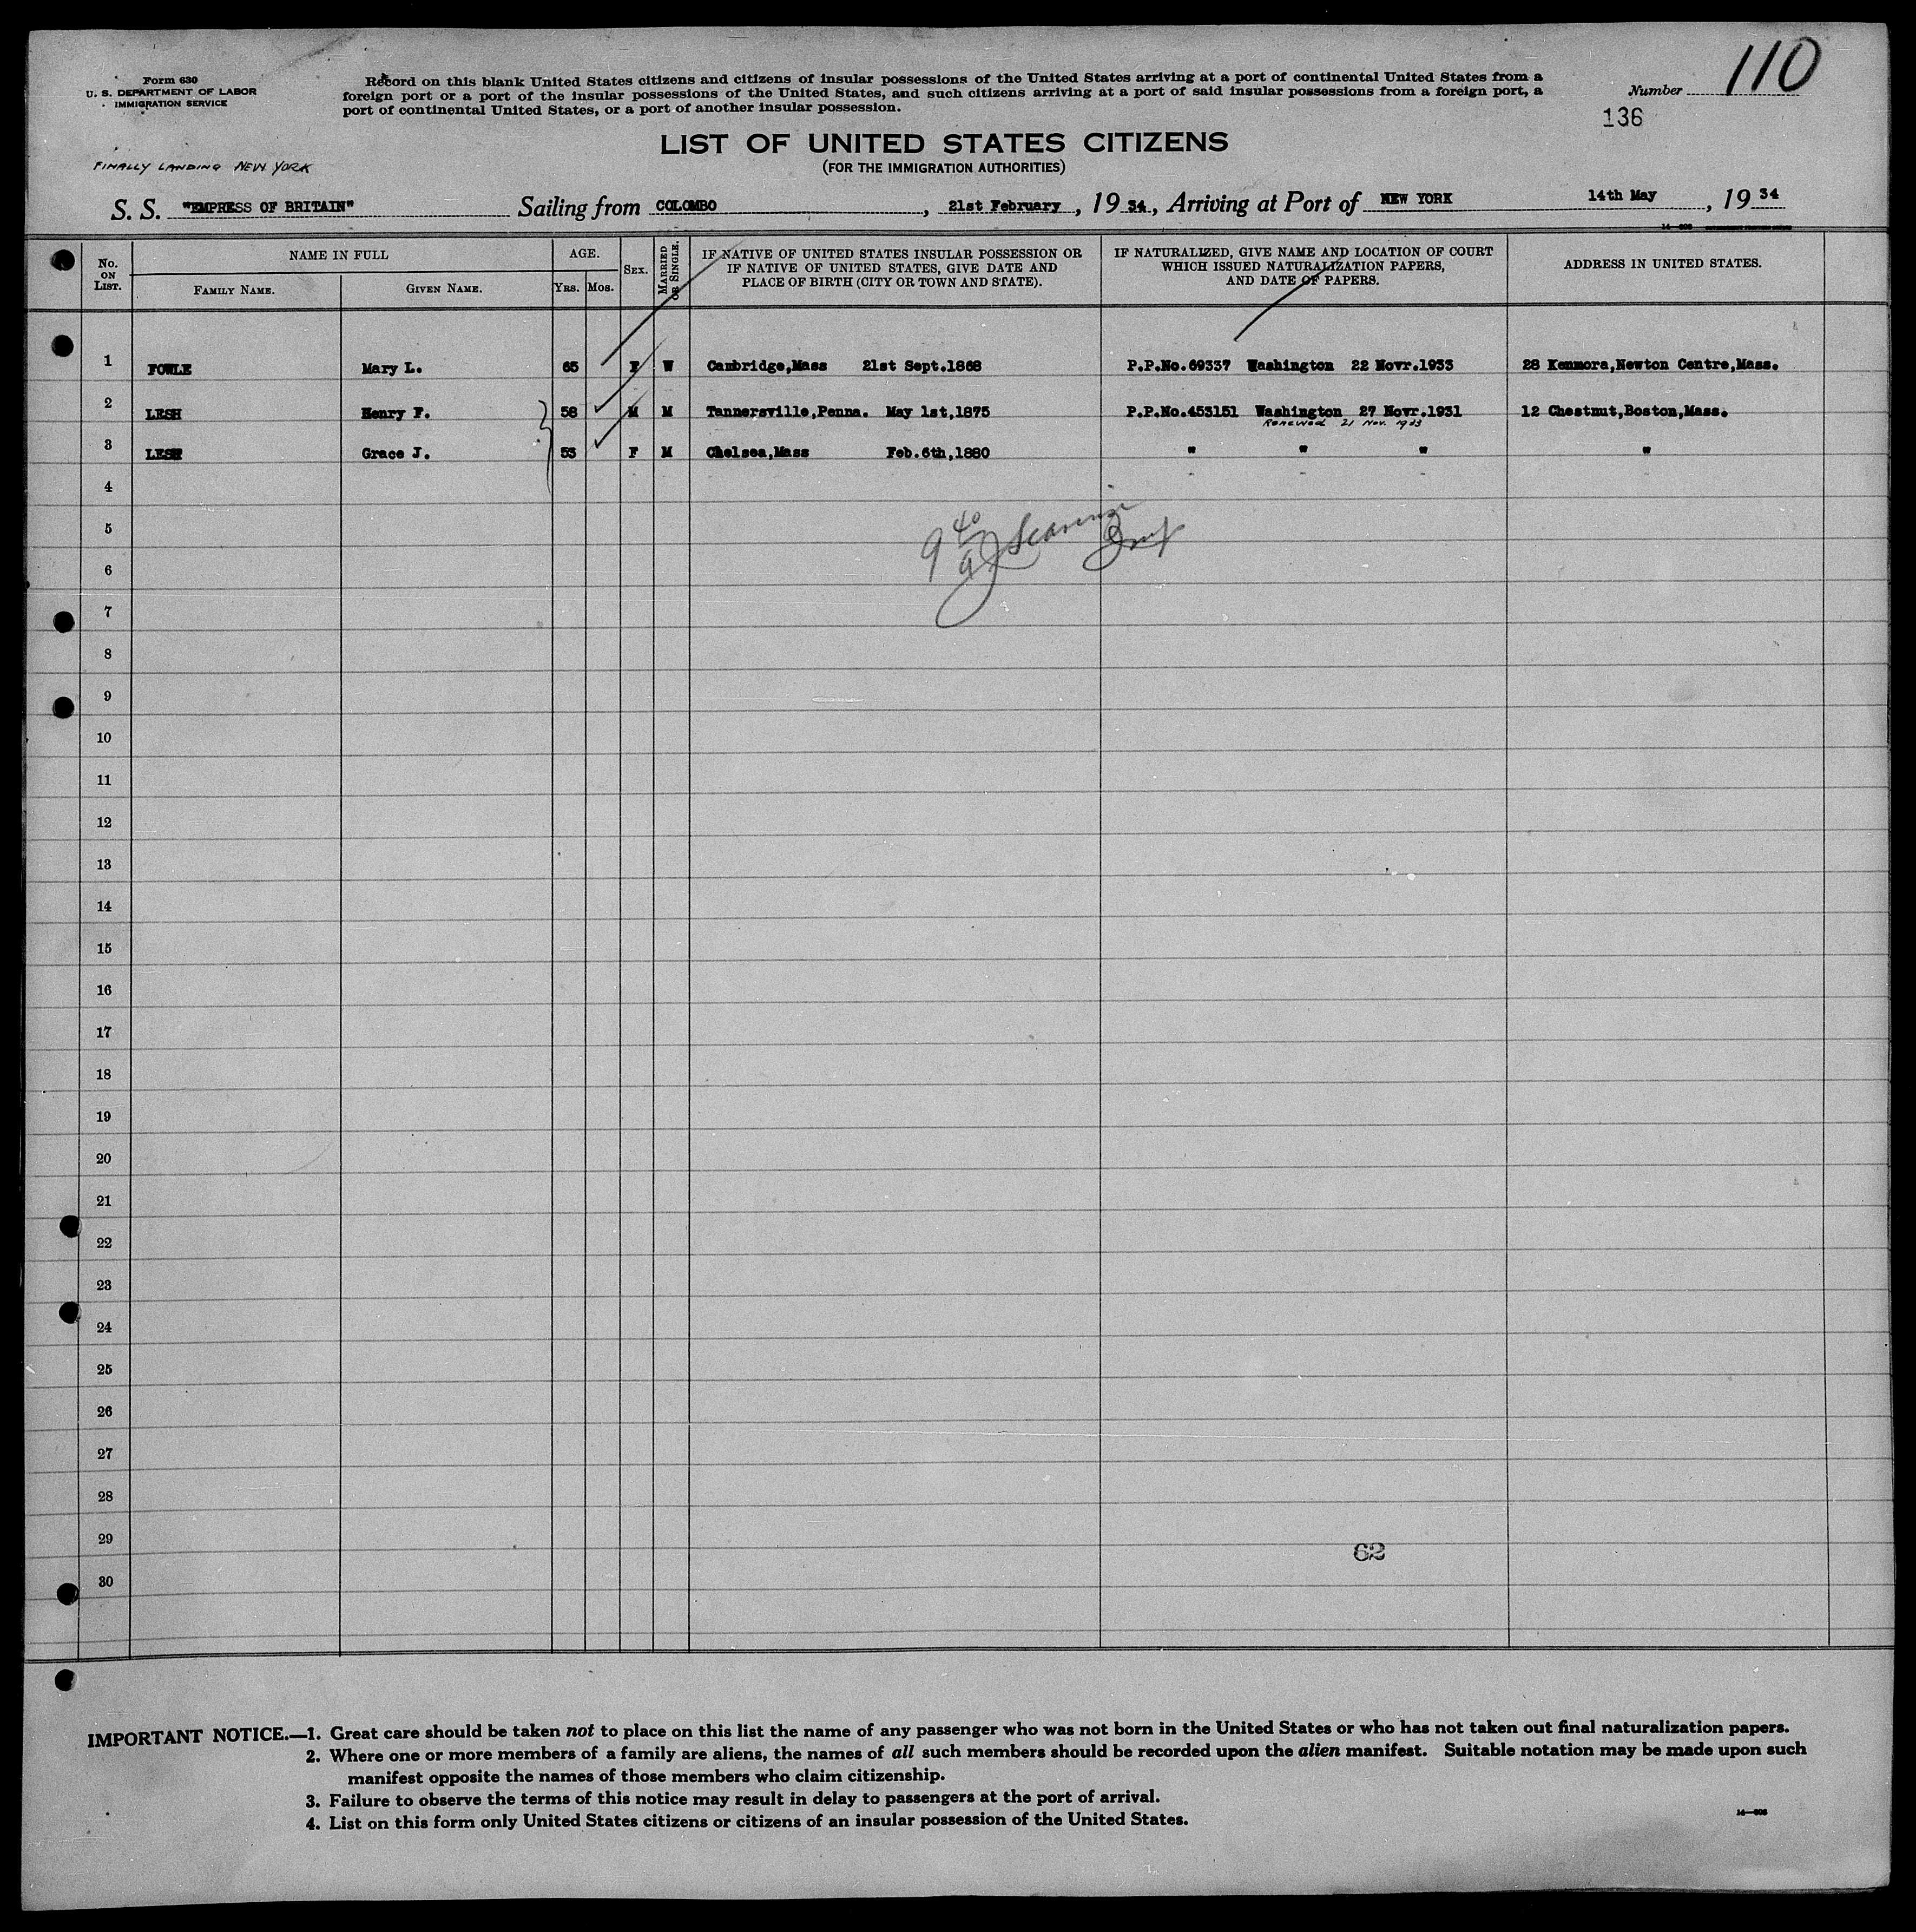 Form 630
U. S. DEPARTMENT OF LABOR
IMMIGRATION SERVICE
Record on this blank United States citizens and citizens of insular possessions of the United States arriving at a port of continental United States from a
foreign port or a port of the insular possessions of the United States, and such citizens arriving at a port of said insular possessions from a foreign port, a
port of continental United States, or a port of another insular possession.
Number 110
136
LIST OF UNITED STATES CITIZENS
(FOR THE IMMIGRATION AUTHORITIES)
FINALLY LANDING NEW YORK
S. S. "EMPRESS OF BRITAIN" Sailing from COLOMBO, 21st February, 19 34, Arriving at Port of NEW YORK 14th May, 19 34
No. ON LIST.
NAME IN FULL
FAMILY NAME. GIVEN NAME.
AGE.
YRS. MOS.
SEX.
MARRIED OR SINGLE.
IF NATIVE OF UNITED STATES INSULAR POSSESSION OR
IF NATIVE OF UNITED STATES, GIVE DATE AND
PLACE OF BIRTH (CITY OR TOWN AND STATE).
IF NATURALIZED, GIVE NAME AND LOCATION OF COURT
WHICH ISSUED NATURALIZATION PAPERS,
AND DATE OF PAPERS.
ADDRESS IN UNITED STATES.
1 FOWLE Mary L. 65 F W Cambridge,Mass 21st Sept.1868 P.P.No.69337 Washington 22 Novr.1933 28 Kenmora,Newton Centre,Mass.
2 LESH Henry F. 58 M M Tannersville,Penna. May 1st,1875 P.P.No.453151 Washington 27 Novr.1931 12 Chestnut,Boston,Mass.
Renewed 21 Nov. 1933
3 LESH Grace J. 53 F M Chelsea,Mass Feb.6th,1880 " " " "
4
5
6
7
8
9
10
11
12
13
14
15
16
17
18
19
20
21
22
23
24
25
26
27
28
29
62
30
IMPORTANT NOTICE.—1. Great care should be taken not to place on this list the name of any passenger who was not born in the United States or who has not taken out final naturalization papers.
2. Where one or more members of a family are aliens, the names of all such members should be recorded upon the alien manifest. Suitable notation may be made upon such
manifest opposite the names of those members who claim citizenship.
3. Failure to observe the terms of this notice may result in delay to passengers at the port of arrival.
4. List on this form only United States citizens or citizens of an insular possession of the United States.